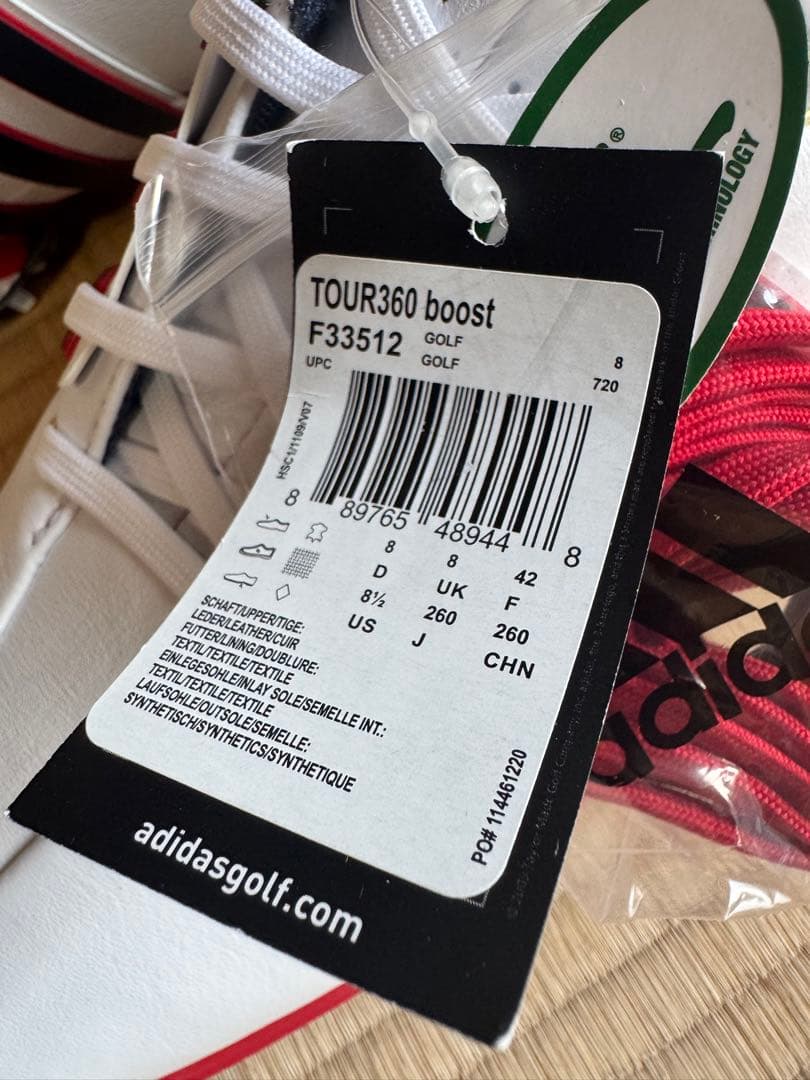 TOUR360 boost
F33512 GOLF 8
UPC GOLF 720
HSC1/1109/V07
8 89765 48944 8
8 8 42
D UK F
8½ 260 260
US J CHN
SCHAFT/UPPER/TIGE:
LEDER/LEATHER/CUIR
FUTTER/LINING/DOUBLURE:
TEXTIL/TEXTILE/TEXTILE
EINLEGESOHLE/INLAY SOLE/SEMELLE INT.:
TEXTIL/TEXTILE/TEXTILE
LAUFSOHLE/OUTSOLE/SEMELLE:
SYNTHETISCH/SYNTHETICS/SYNTHETIQUE
PO# 114461220
adidasgolf.com
adida
®